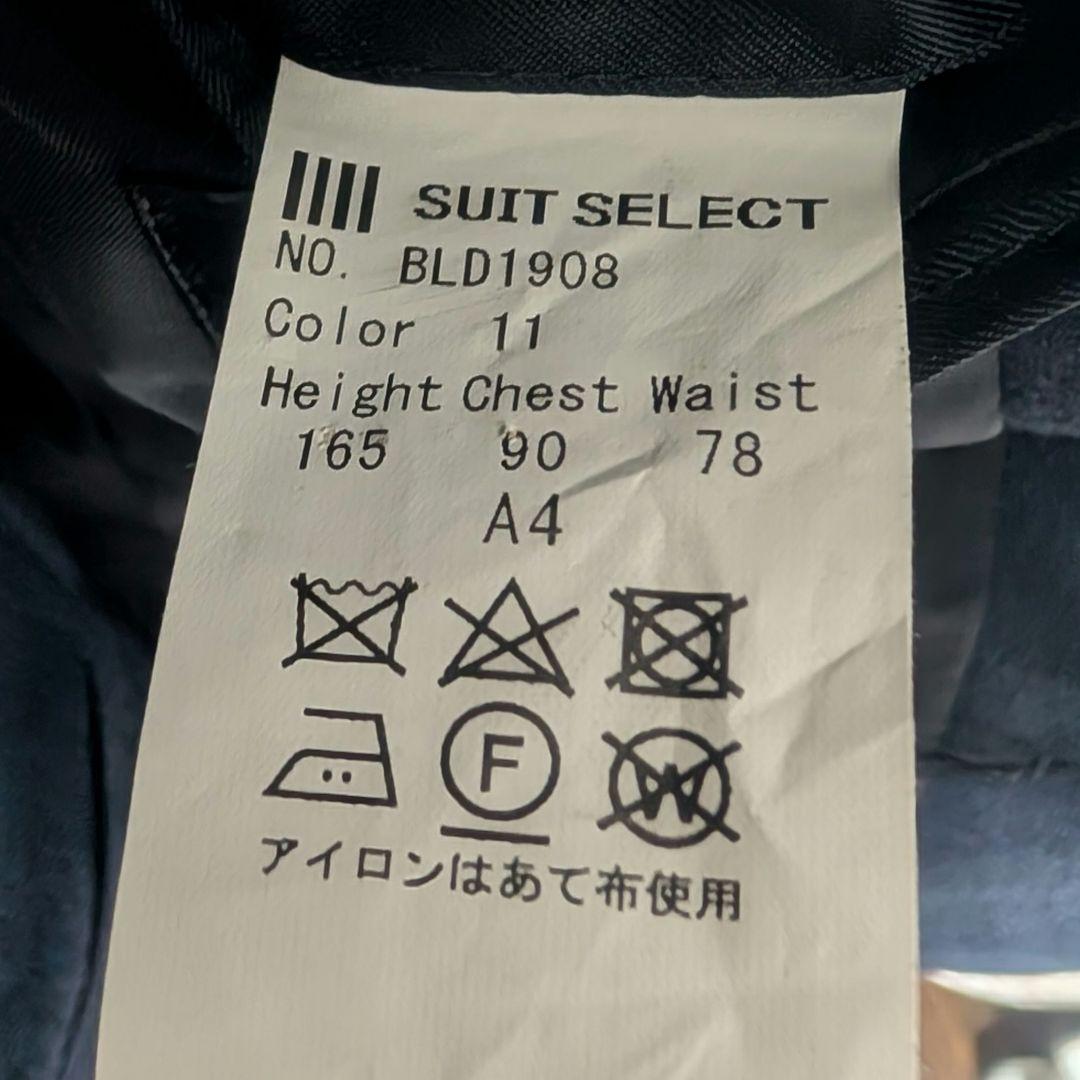 SUIT SELECT
NO. BLD1908
Color 11
Height Chest Waist
165 90 78
A4
F W
アイロンはあて布使用